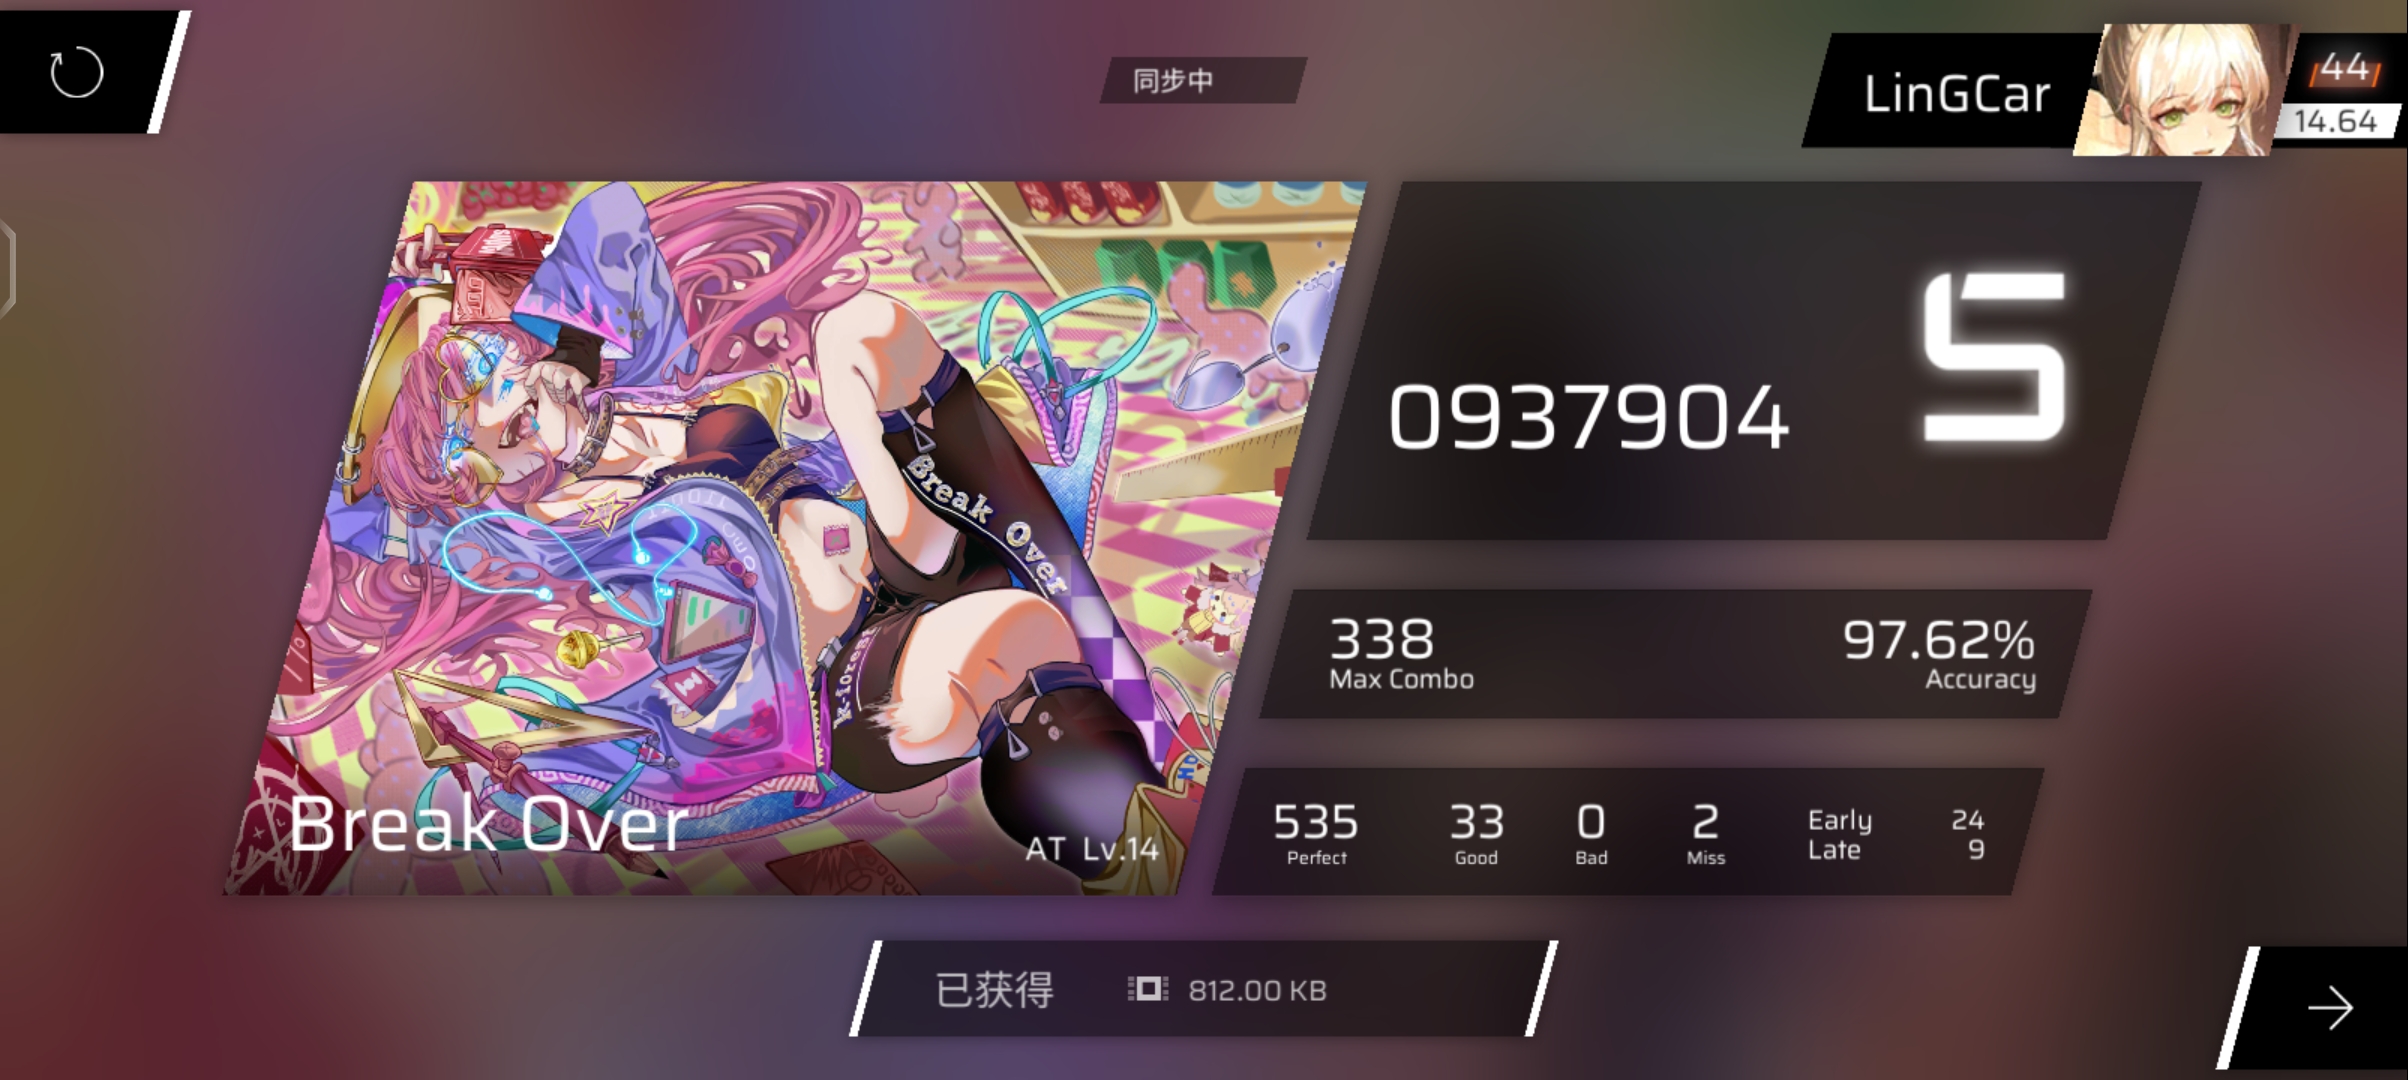 同步中
LinGCar
44
14.64
Break Over
k-forest
0937904
S
338
Max Combo
97.62%
Accuracy
Break Over
AT Lv.14
535
Perfect
33
Good
0
Bad
2
Miss
Early 24
Late 9
已获得
812.00 KB